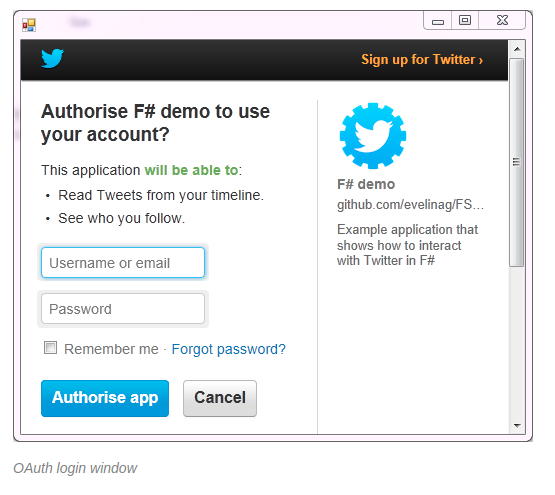 Sign up for Twitter ›
Authorise F# demo to use
your account?
This application will be able to:
• Read Tweets from your timeline.
• See who you follow.
Username or email
Password
Remember me · Forgot password?
Authorise app
Cancel
F# demo
github.com/evelinag/FS...
Example application that
shows how to interact
with Twitter in F#
OAuth login window